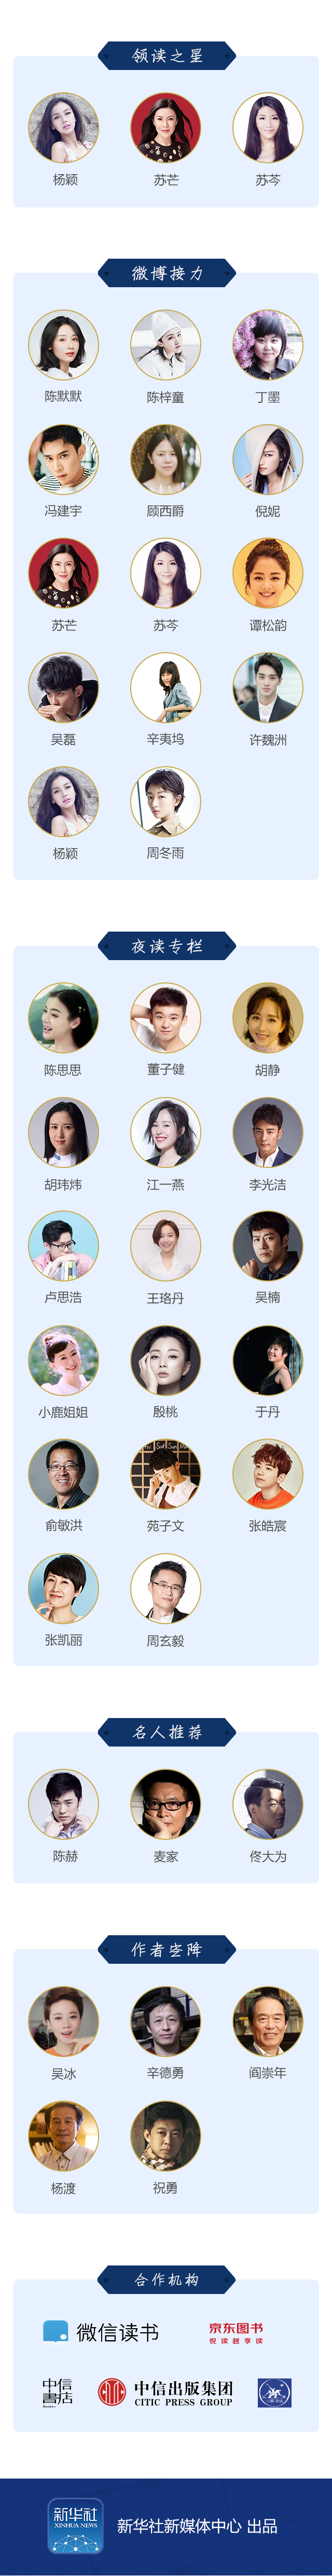 领读之星
杨颖 苏芒 苏芩
微博接力
陈默默 陈梓童 丁墨
冯建宇 顾西爵 倪妮
苏芒 苏芩 谭松韵
吴磊 辛夷坞 许魏洲
杨颖 周冬雨
夜读专栏
陈思思 董子健 胡静
胡玮炜 江一燕 李光洁
卢思浩 王珞丹 吴楠
小鹿姐姐 殷桃 于丹
俞敏洪 苑子文 张皓宸
张凯丽 周玄毅
名人推荐
陈赫 麦家 佟大为
作者空降
吴冰 辛德勇 阎崇年
杨渡 祝勇
合作机构
微信读书 京东图书
悦读越享读
中信書店 中信出版集团
CITIC PRESS GROUP
新华社
XINHUA NEWS
新华社新媒体中心 出品